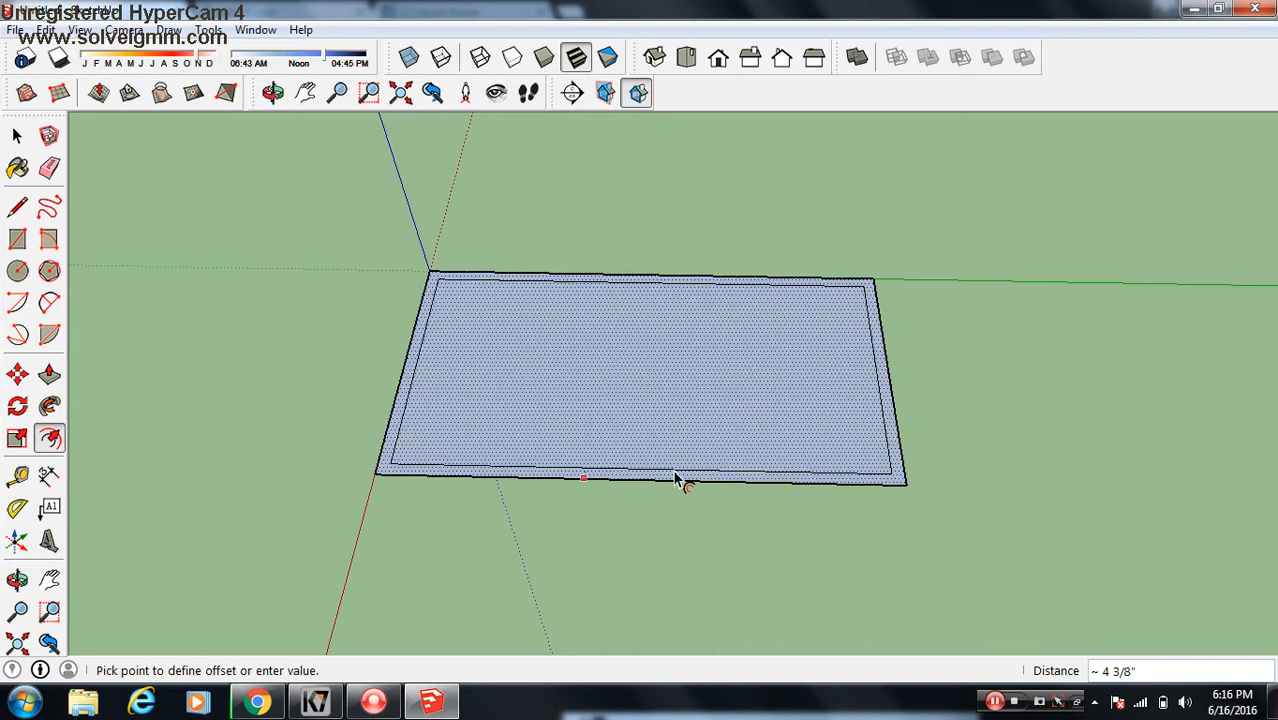 Unregistered HyperCam 4
File Edit View Camera Draw Tools Window Help
www.solveigmm.com
J F M A M J J A S O N D
06:43 AM Noon 04:45 PM
A1
Pick point to define offset or enter value.
Distance ~ 4 3/8"
6:16 PM
6/16/2016